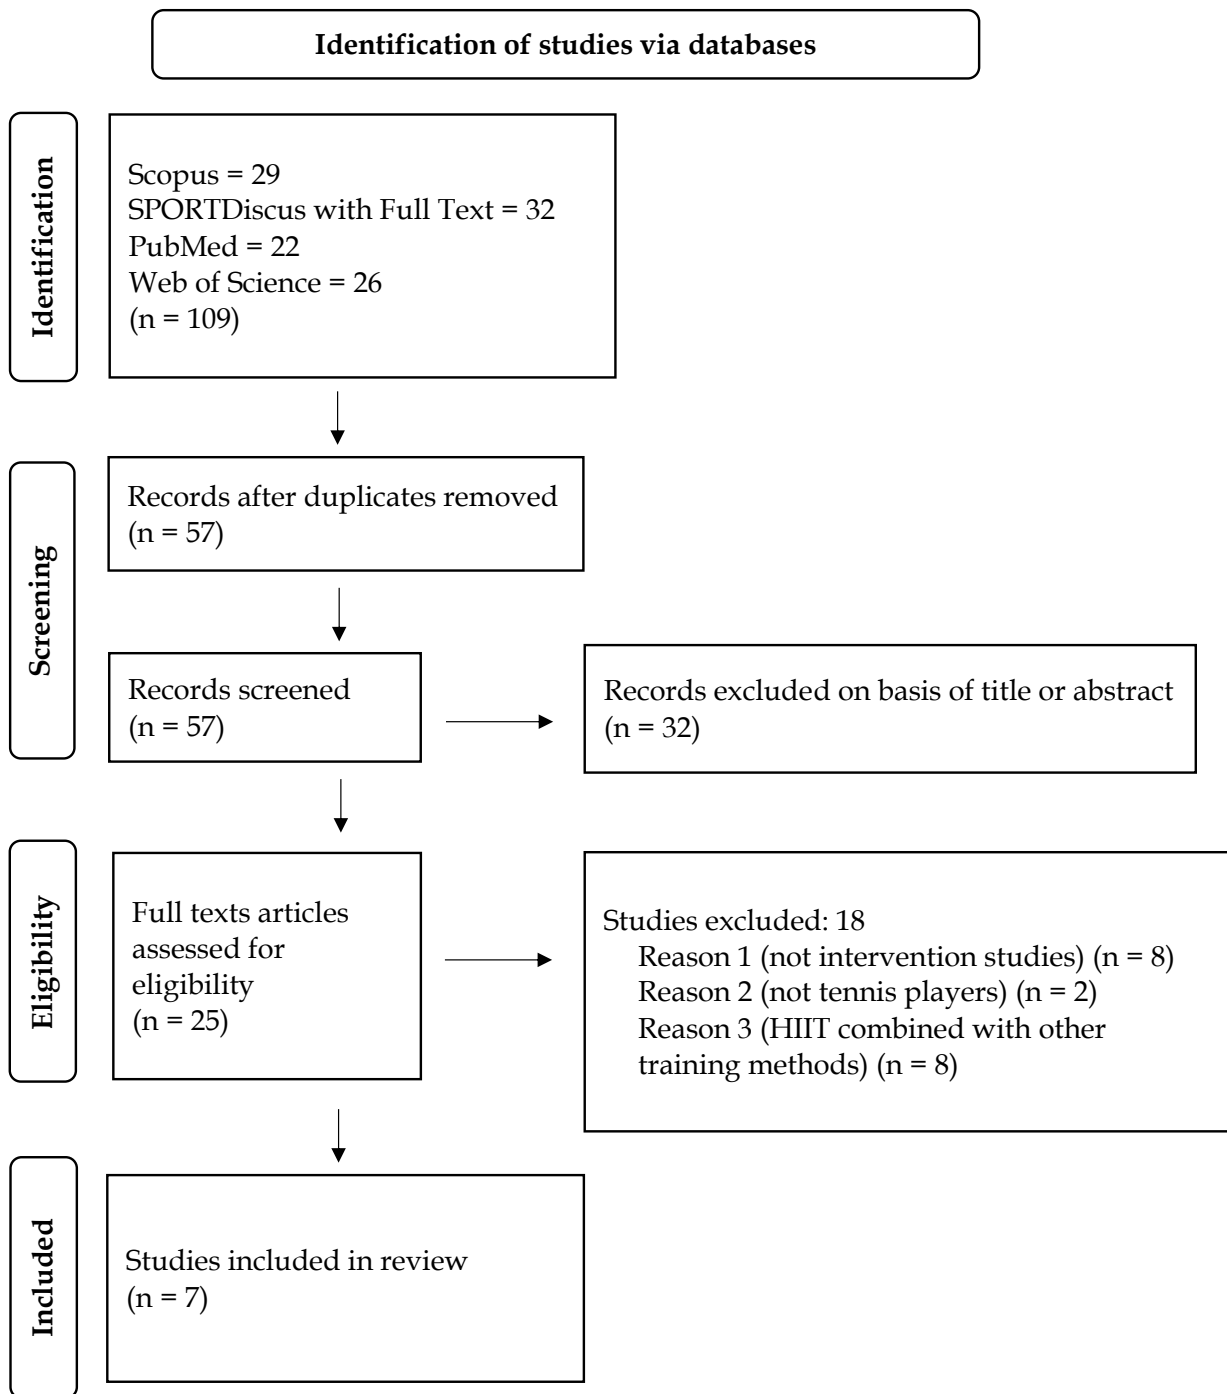 Identification of studies via databases
Identification
Scopus = 29
SPORTDiscus with Full Text = 32
PubMed = 22
Web of Science = 26
(n = 109)
Screening
Records after duplicates removed
(n = 57)
Records screened
(n = 57)
Records excluded on basis of title or abstract
(n = 32)
Eligibility
Full texts articles
assessed for
eligibility
(n = 25)
Studies excluded: 18
Reason 1 (not intervention studies) (n = 8)
Reason 2 (not tennis players) (n = 2)
Reason 3 (HIIT combined with other
training methods) (n = 8)
Included
Studies included in review
(n = 7)